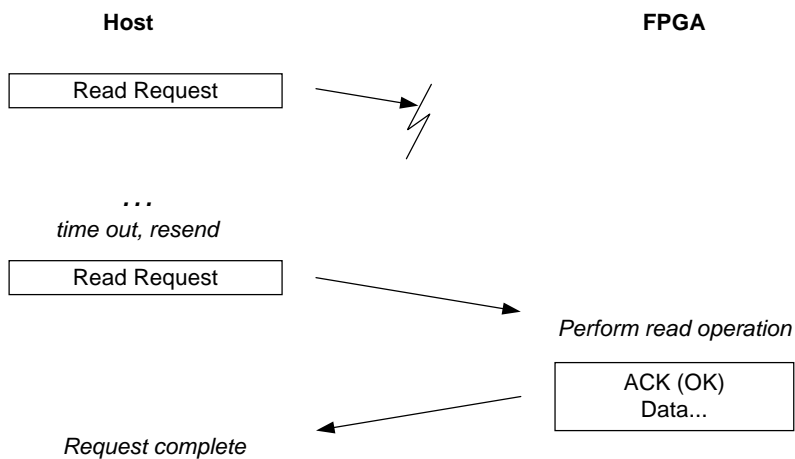 Host
FPGA
Read Request
...
time out, resend
Read Request
Perform read operation
ACK (OK)
Data...
Request complete